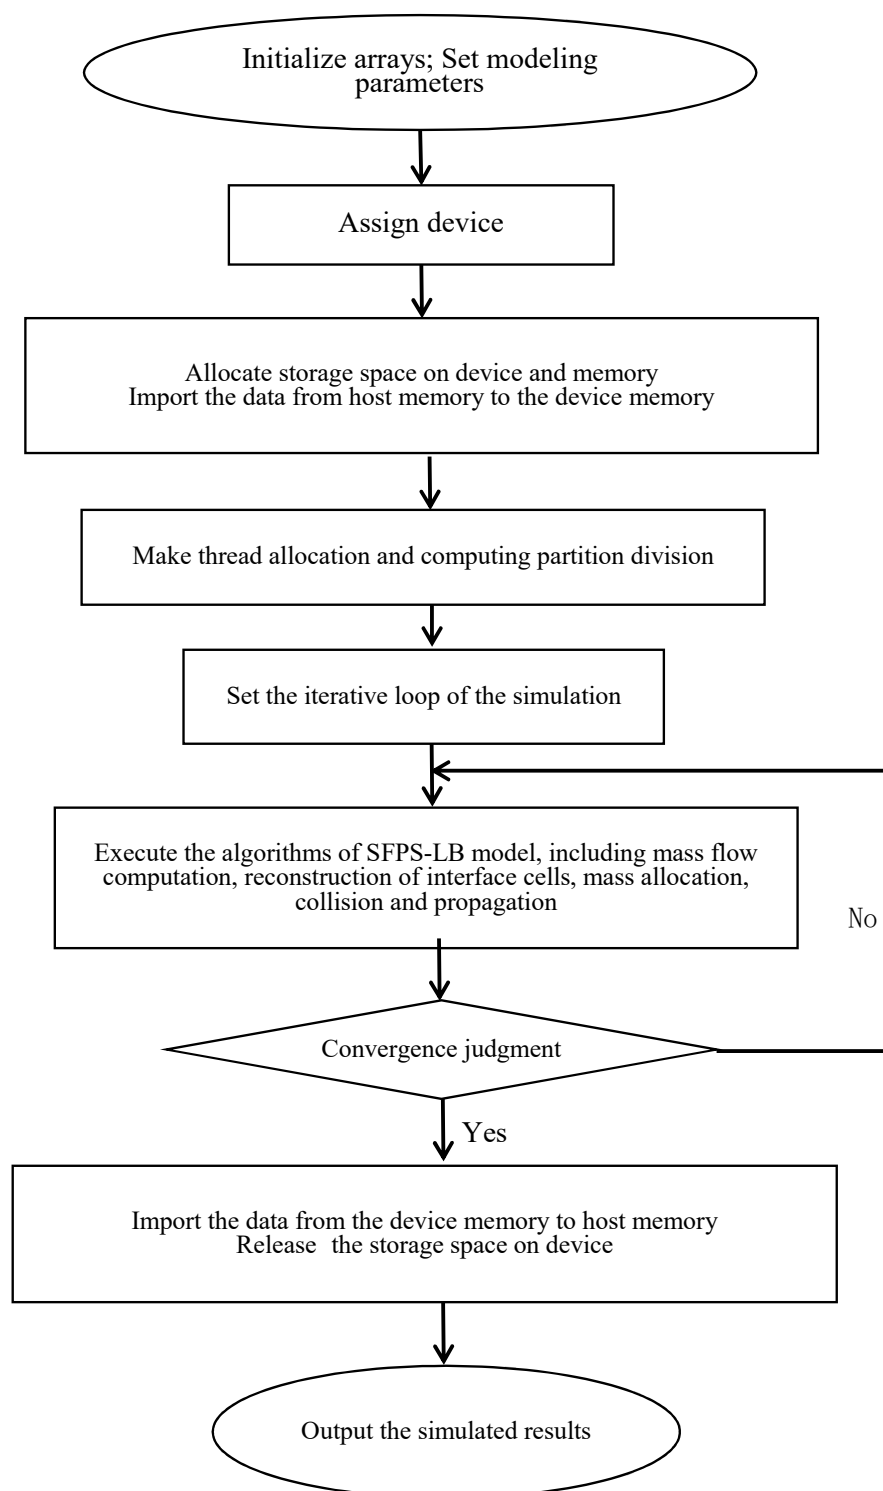 Initialize arrays; Set modeling
parameters
Assign device
Allocate storage space on device and memory
Import the data from host memory to the device memory
Make thread allocation and computing partition division
Set the iterative loop of the simulation
Execute the algorithms of SFPS-LB model, including mass flow
computation, reconstruction of interface cells, mass allocation,
collision and propagation
No
Convergence judgment
Yes
Import the data from the device memory to host memory
Release the storage space on device
Output the simulated results